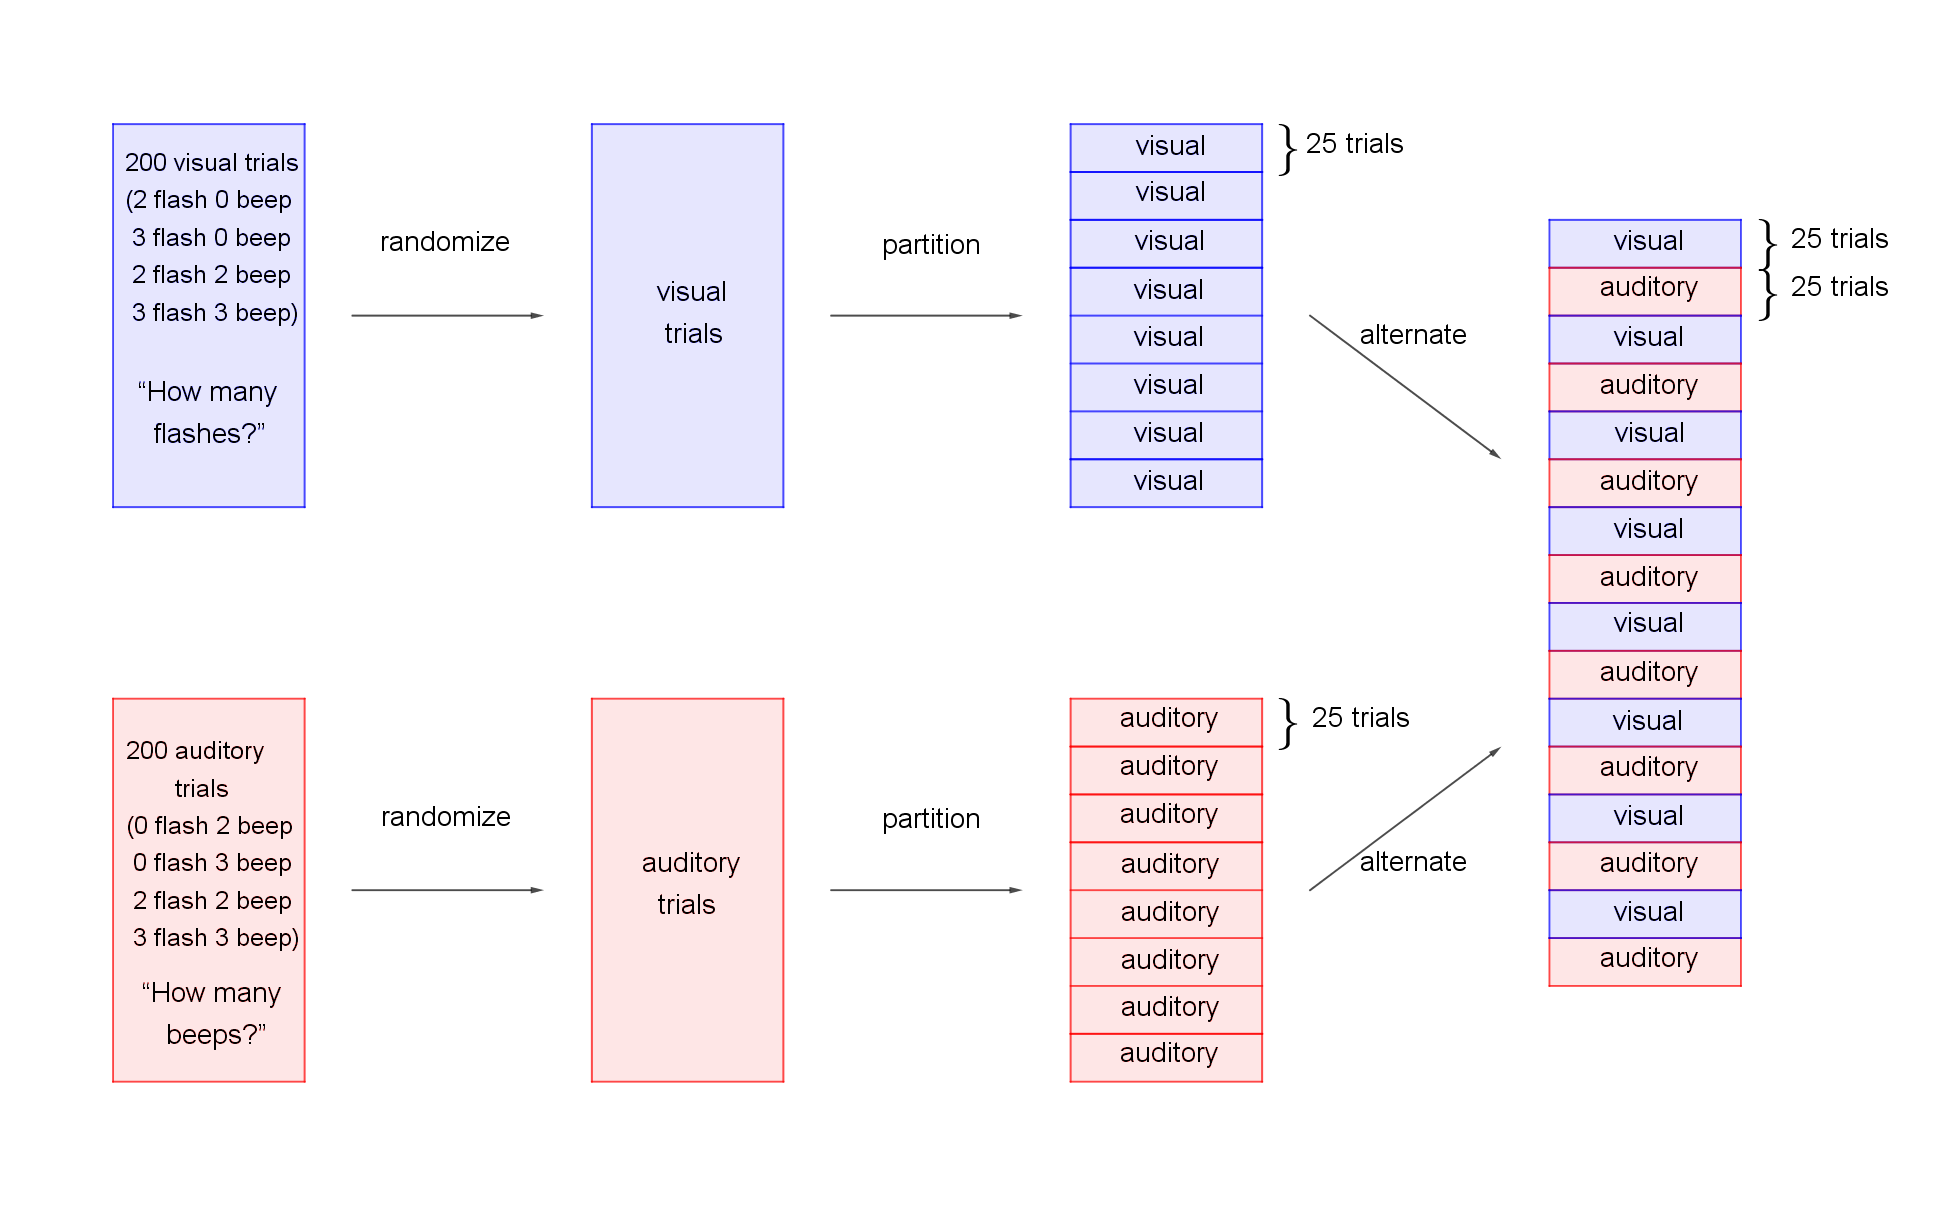 200 visual trials
(2 flash 0 beep
3 flash 0 beep
2 flash 2 beep
3 flash 3 beep)
“How many
flashes?”
randomize
visual
trials
partition
visual
visual
visual
visual
visual
visual
visual
visual
25 trials
alternate
200 auditory
trials
(0 flash 2 beep
0 flash 3 beep
2 flash 2 beep
3 flash 3 beep)
“How many
beeps?”
randomize
auditory
trials
partition
auditory
auditory
auditory
auditory
auditory
auditory
auditory
auditory
25 trials
alternate
visual
auditory
visual
auditory
visual
auditory
visual
auditory
visual
auditory
visual
auditory
visual
auditory
visual
auditory
25 trials
25 trials